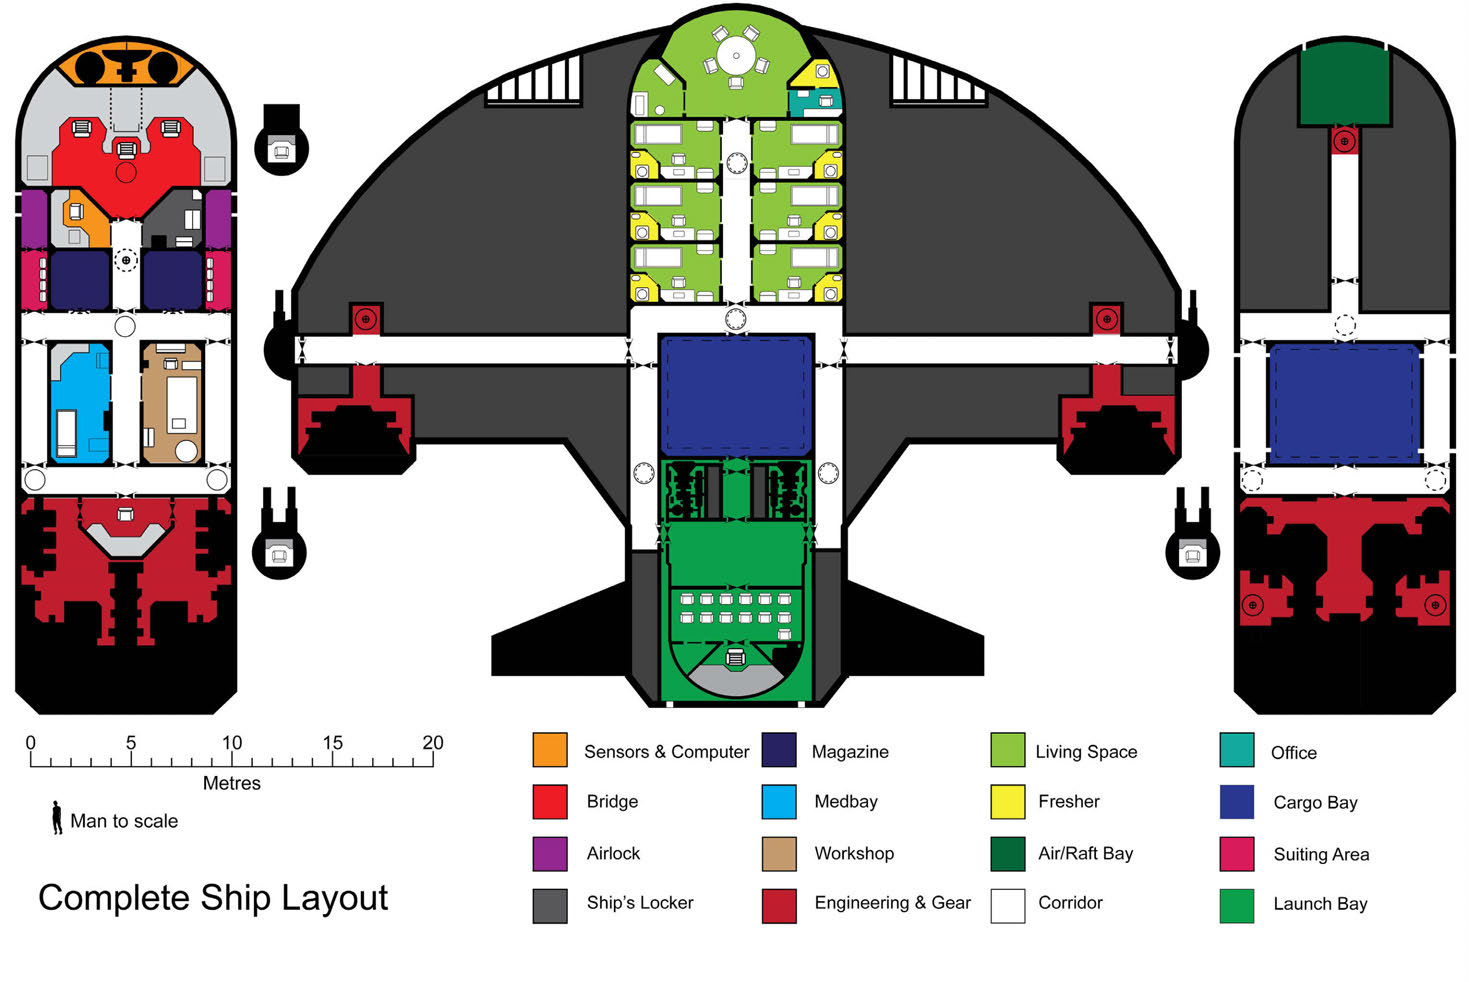 0 5 10 15 20
Metres
Man to scale
Complete Ship Layout
Sensors & Computer
Magazine
Living Space
Office
Bridge
Medbay
Fresher
Cargo Bay
Airlock
Workshop
Air/Raft Bay
Suiting Area
Ship's Locker
Engineering & Gear
Corridor
Launch Bay